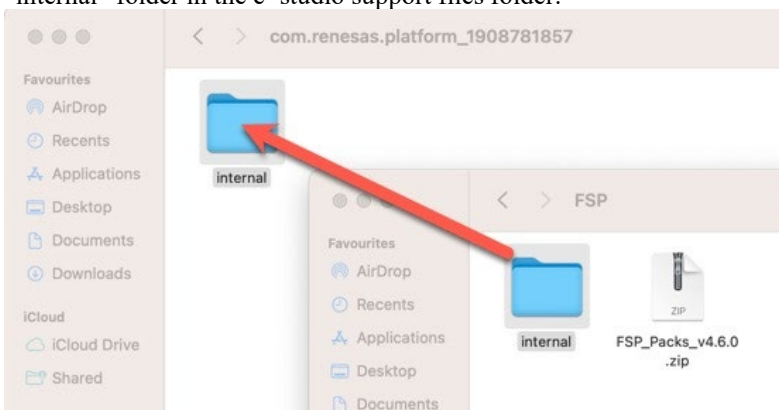 internal" folder in the e² studio support files folder.
com.renesas.platform_1908781857
Favourites
AirDrop
Recents
Applications
Desktop
Documents
Downloads
iCloud
iCloud Drive
Shared
internal
FSP
Favourites
AirDrop
Recents
Applications
Desktop
Documents
internal
ZIP
FSP_Packs_v4.6.0
.zip